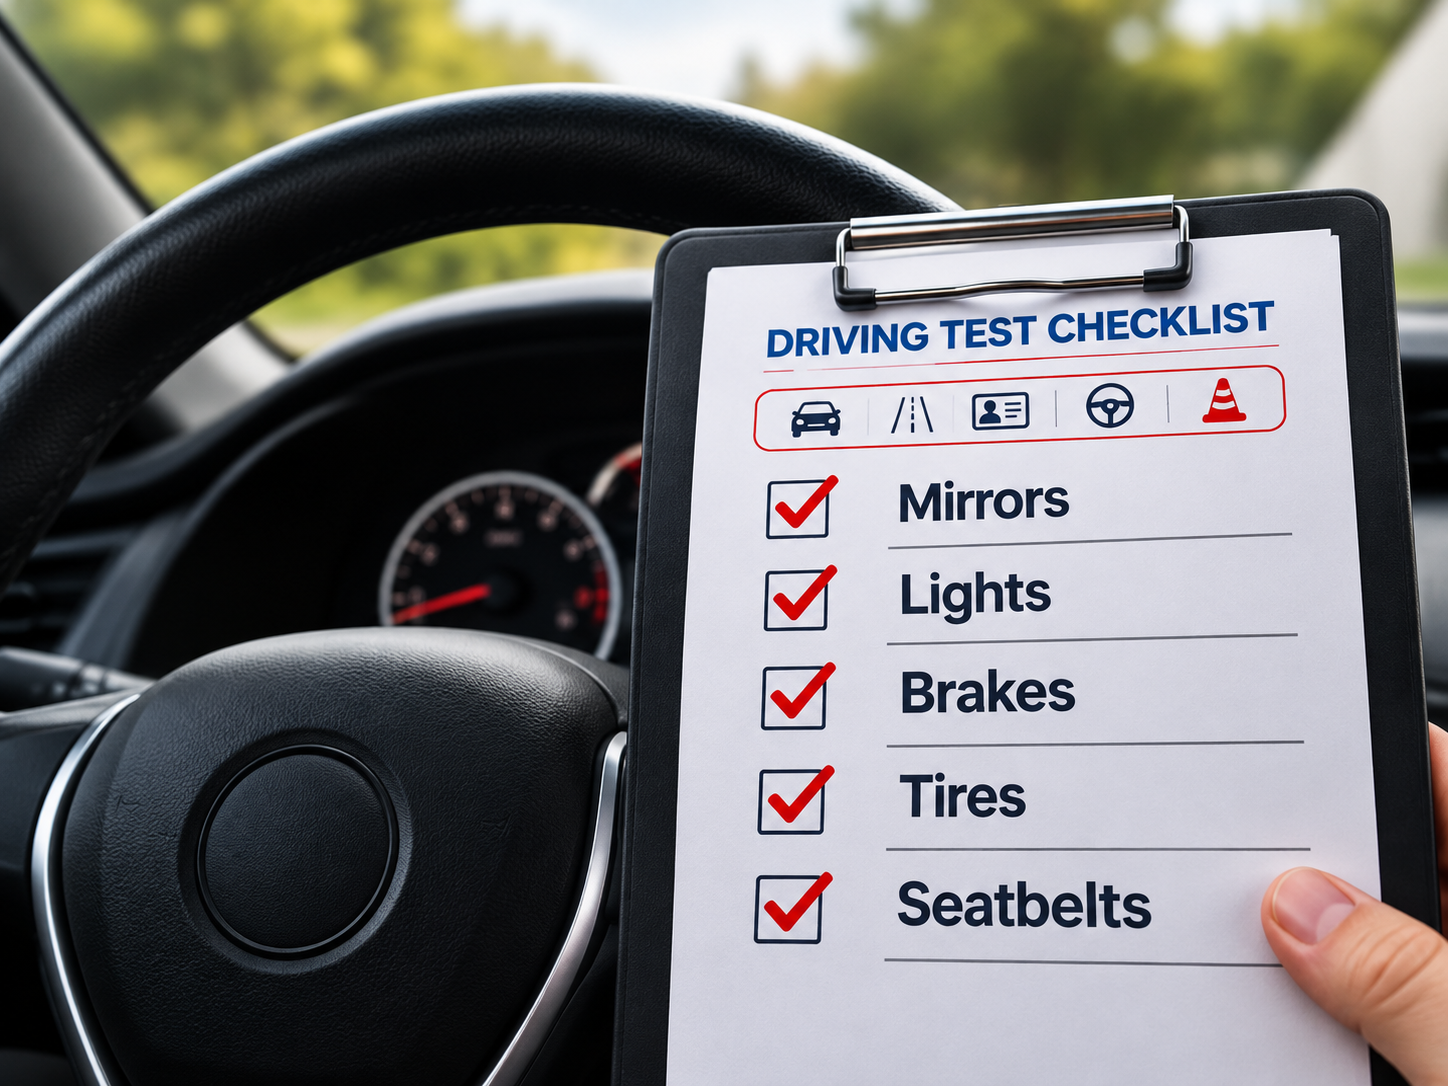 DRIVING TEST CHECKLIST
Mirrors
Lights
Brakes
Tires
Seatbelts